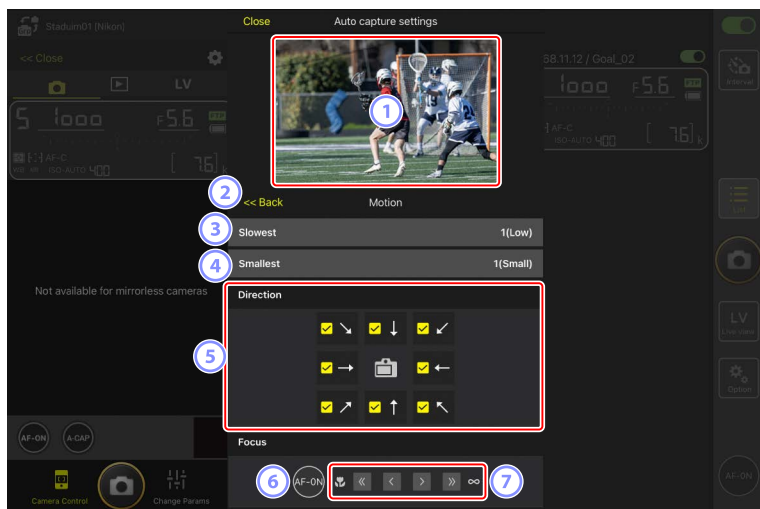 Close Auto capture settings
Staduim01 [Nikon]
<< Close
LV
S 1000 F5.6
AF-C
ISO-AUTO 400 [ 76] k
Not available for mirrorless cameras
AF-ON A-CAP
Camera Control Change Params
1
2 << Back Motion
3 Slowest 1(Low)
4 Smallest 1(Small)
Direction
5
Focus
6 AF-ON « < > » ∞ 7
68.11.12 / Goal_02
1000 F5.6
AF-C
ISO-AUTO 400 [ 76] k
Interval
List
LV
Live view
Option
AF-ON